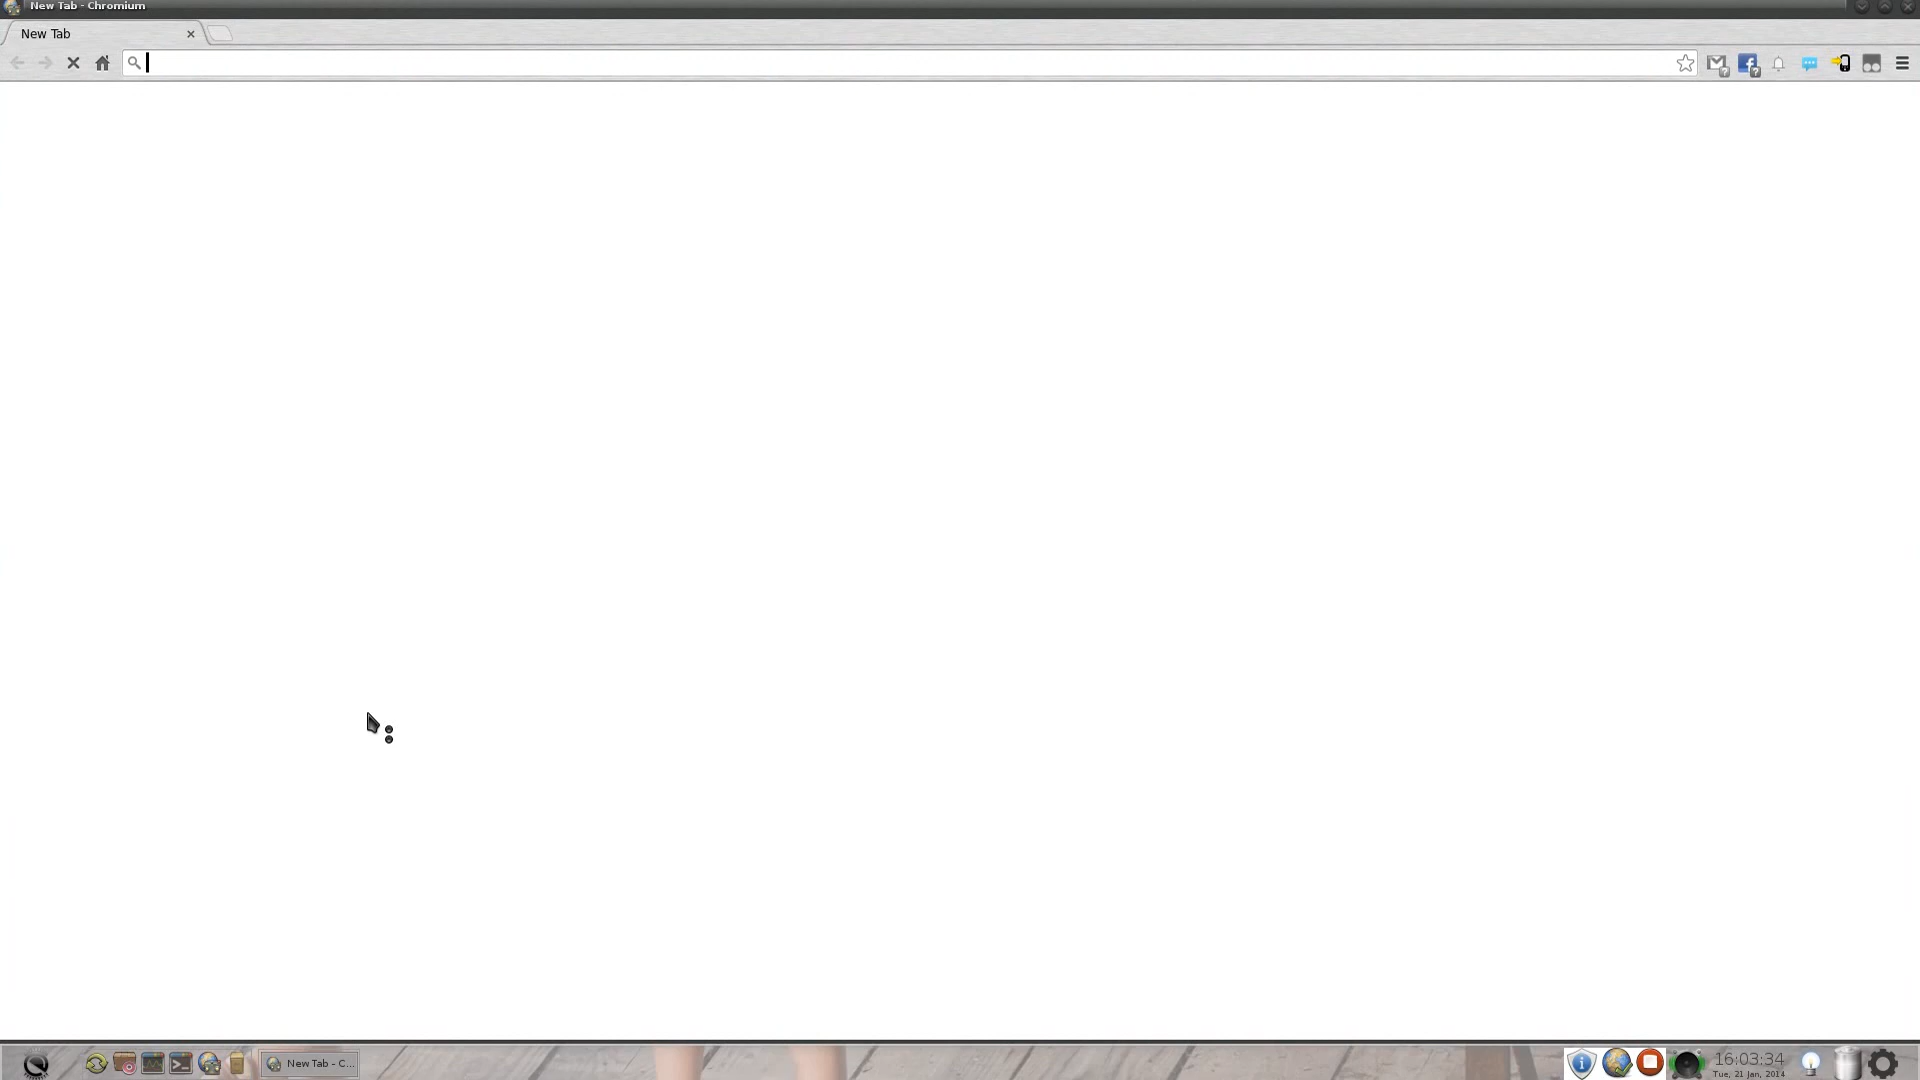 New Tab - Chromium
New Tab
New Tab - C...
16:03:34
Tue, 21 Jan, 2014